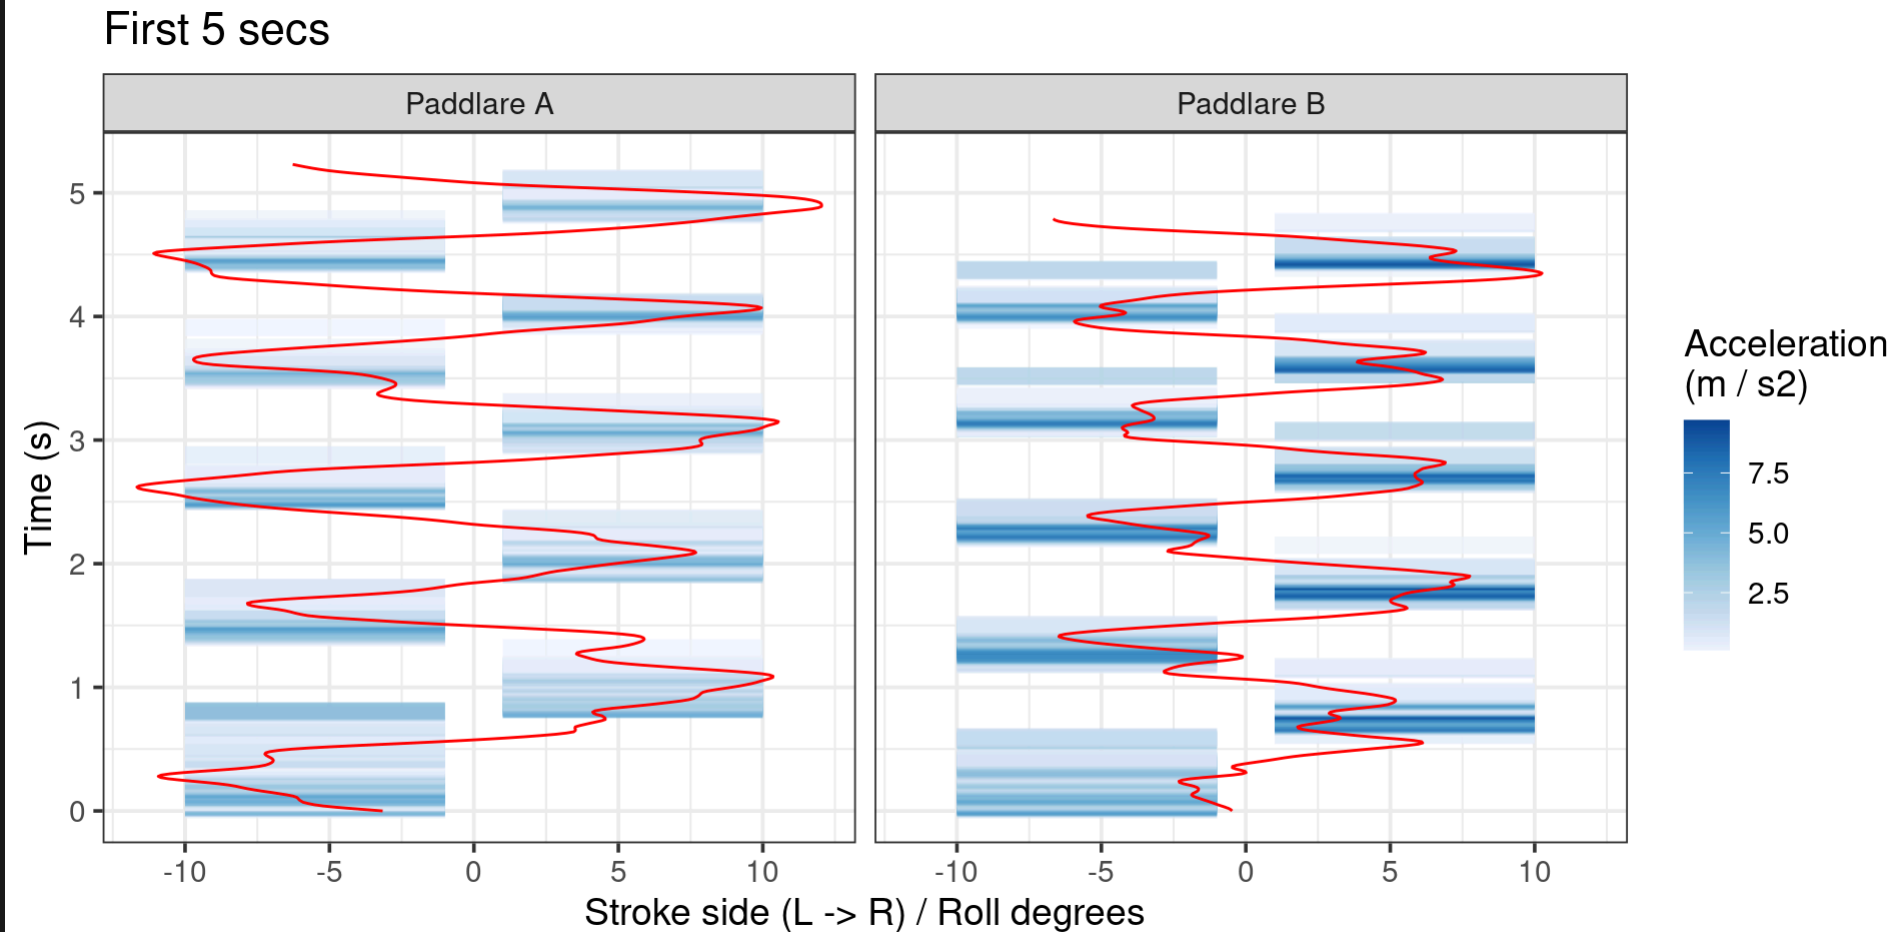 First 5 secs
Paddlare A
Paddlare B
Time (s)
5
4
3
2
1
0
-10 -5 0 5 10
-10 -5 0 5 10
Stroke side (L -> R) / Roll degrees
Acceleration
(m / s2)
7.5
5.0
2.5